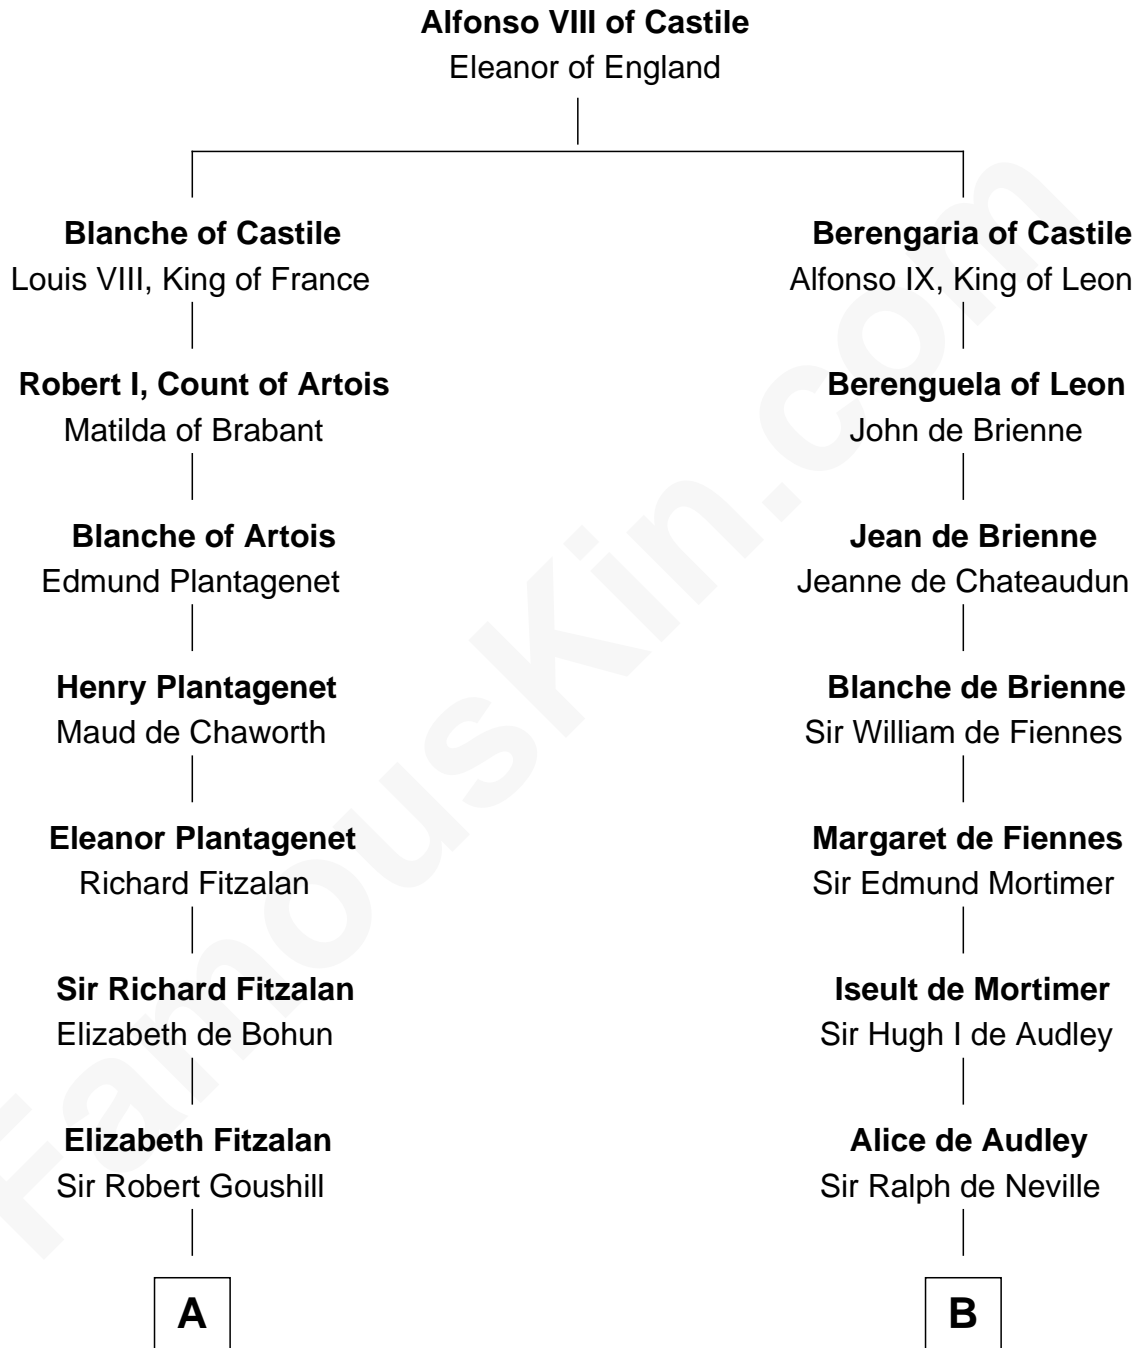 Alfonso VIII of Castile
Eleanor of England
Blanche of Castile
Louis VIII, King of France
Berengaria of Castile
Alfonso IX, King of Leon
Robert I, Count of Artois
Matilda of Brabant
Berenguela of Leon
John de Brienne
Blanche of Artois
Edmund Plantagenet
Jean de Brienne
Jeanne de Chateaudun
Henry Plantagenet
Maud de Chaworth
Blanche de Brienne
Sir William de Fiennes
Eleanor Plantagenet
Richard Fitzalan
Margaret de Fiennes
Sir Edmund Mortimer
Sir Richard Fitzalan
Elizabeth de Bohun
Iseult de Mortimer
Sir Hugh I de Audley
Elizabeth Fitzalan
Sir Robert Goushill
Alice de Audley
Sir Ralph de Neville
A
B
FamousKin.com